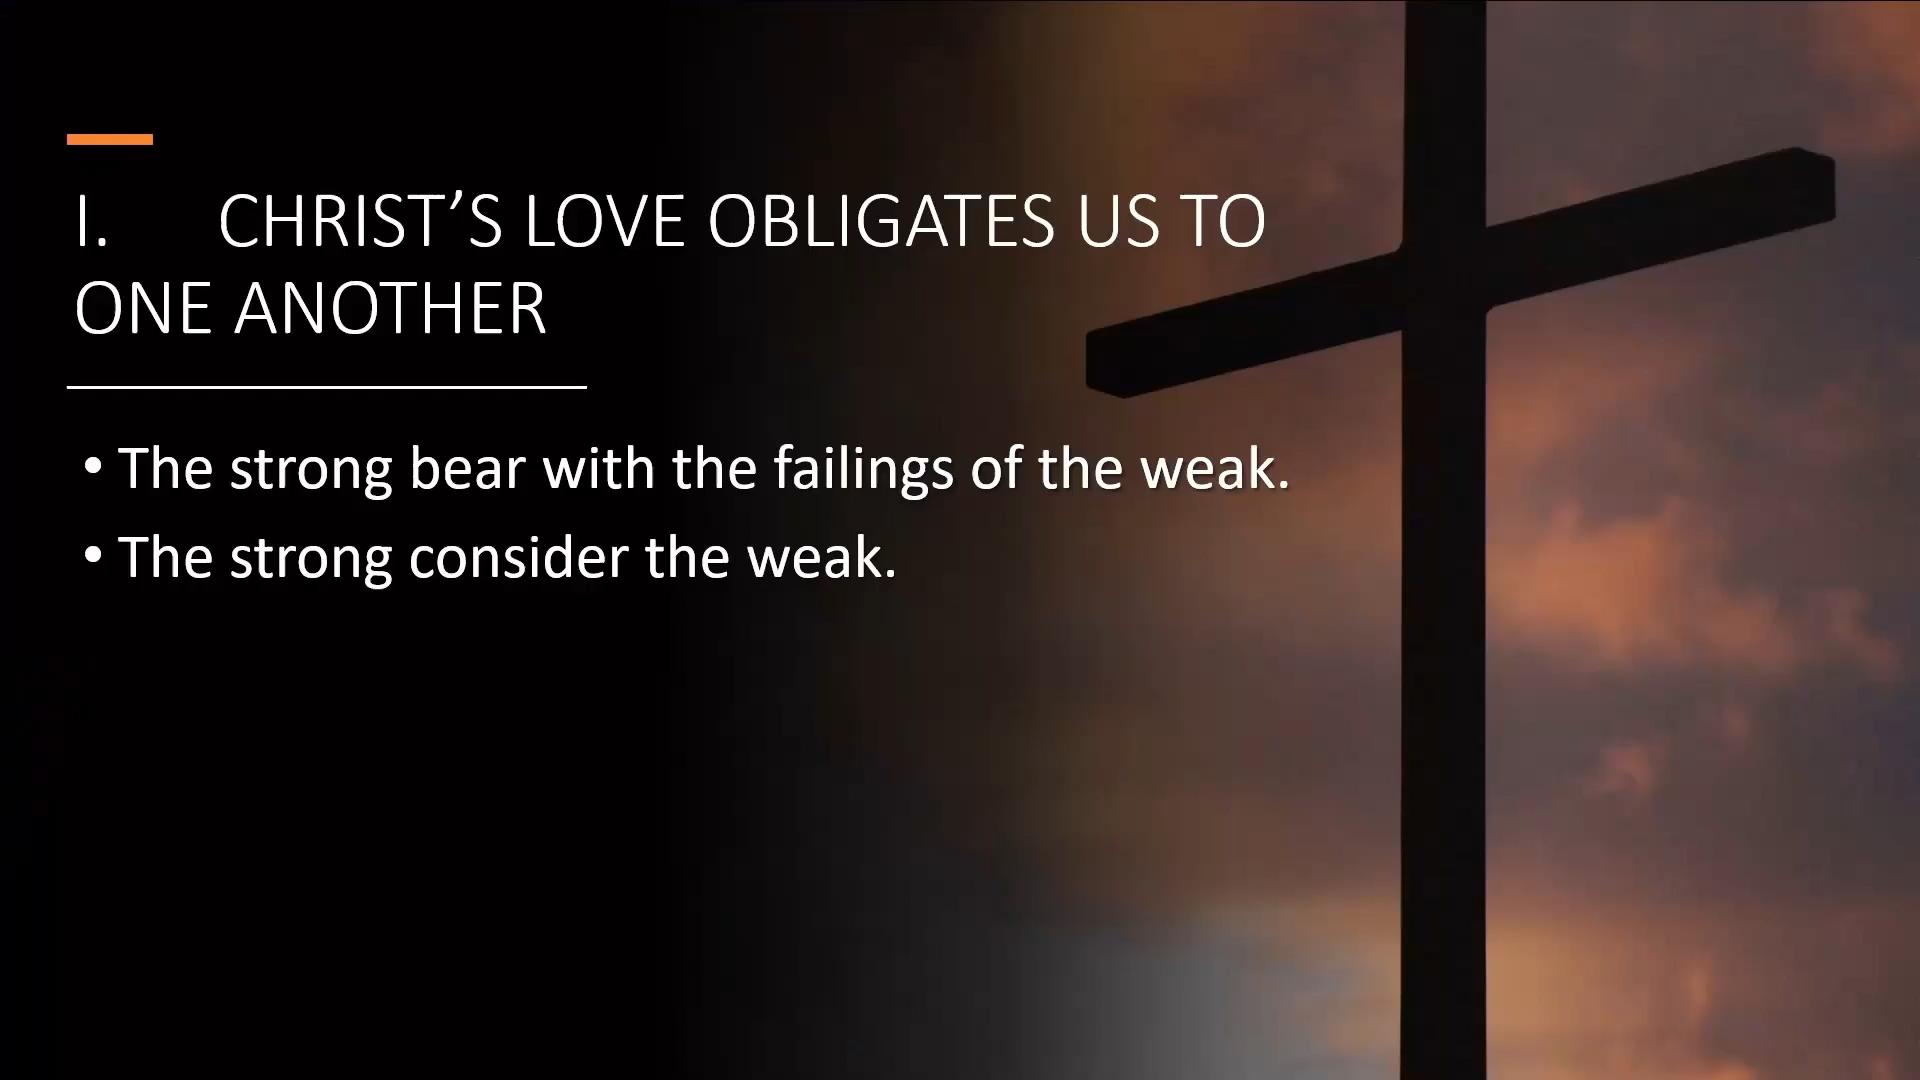 I. CHRIST’S LOVE OBLIGATES US TO
ONE ANOTHER
• The strong bear with the failings of the weak.
• The strong consider the weak.